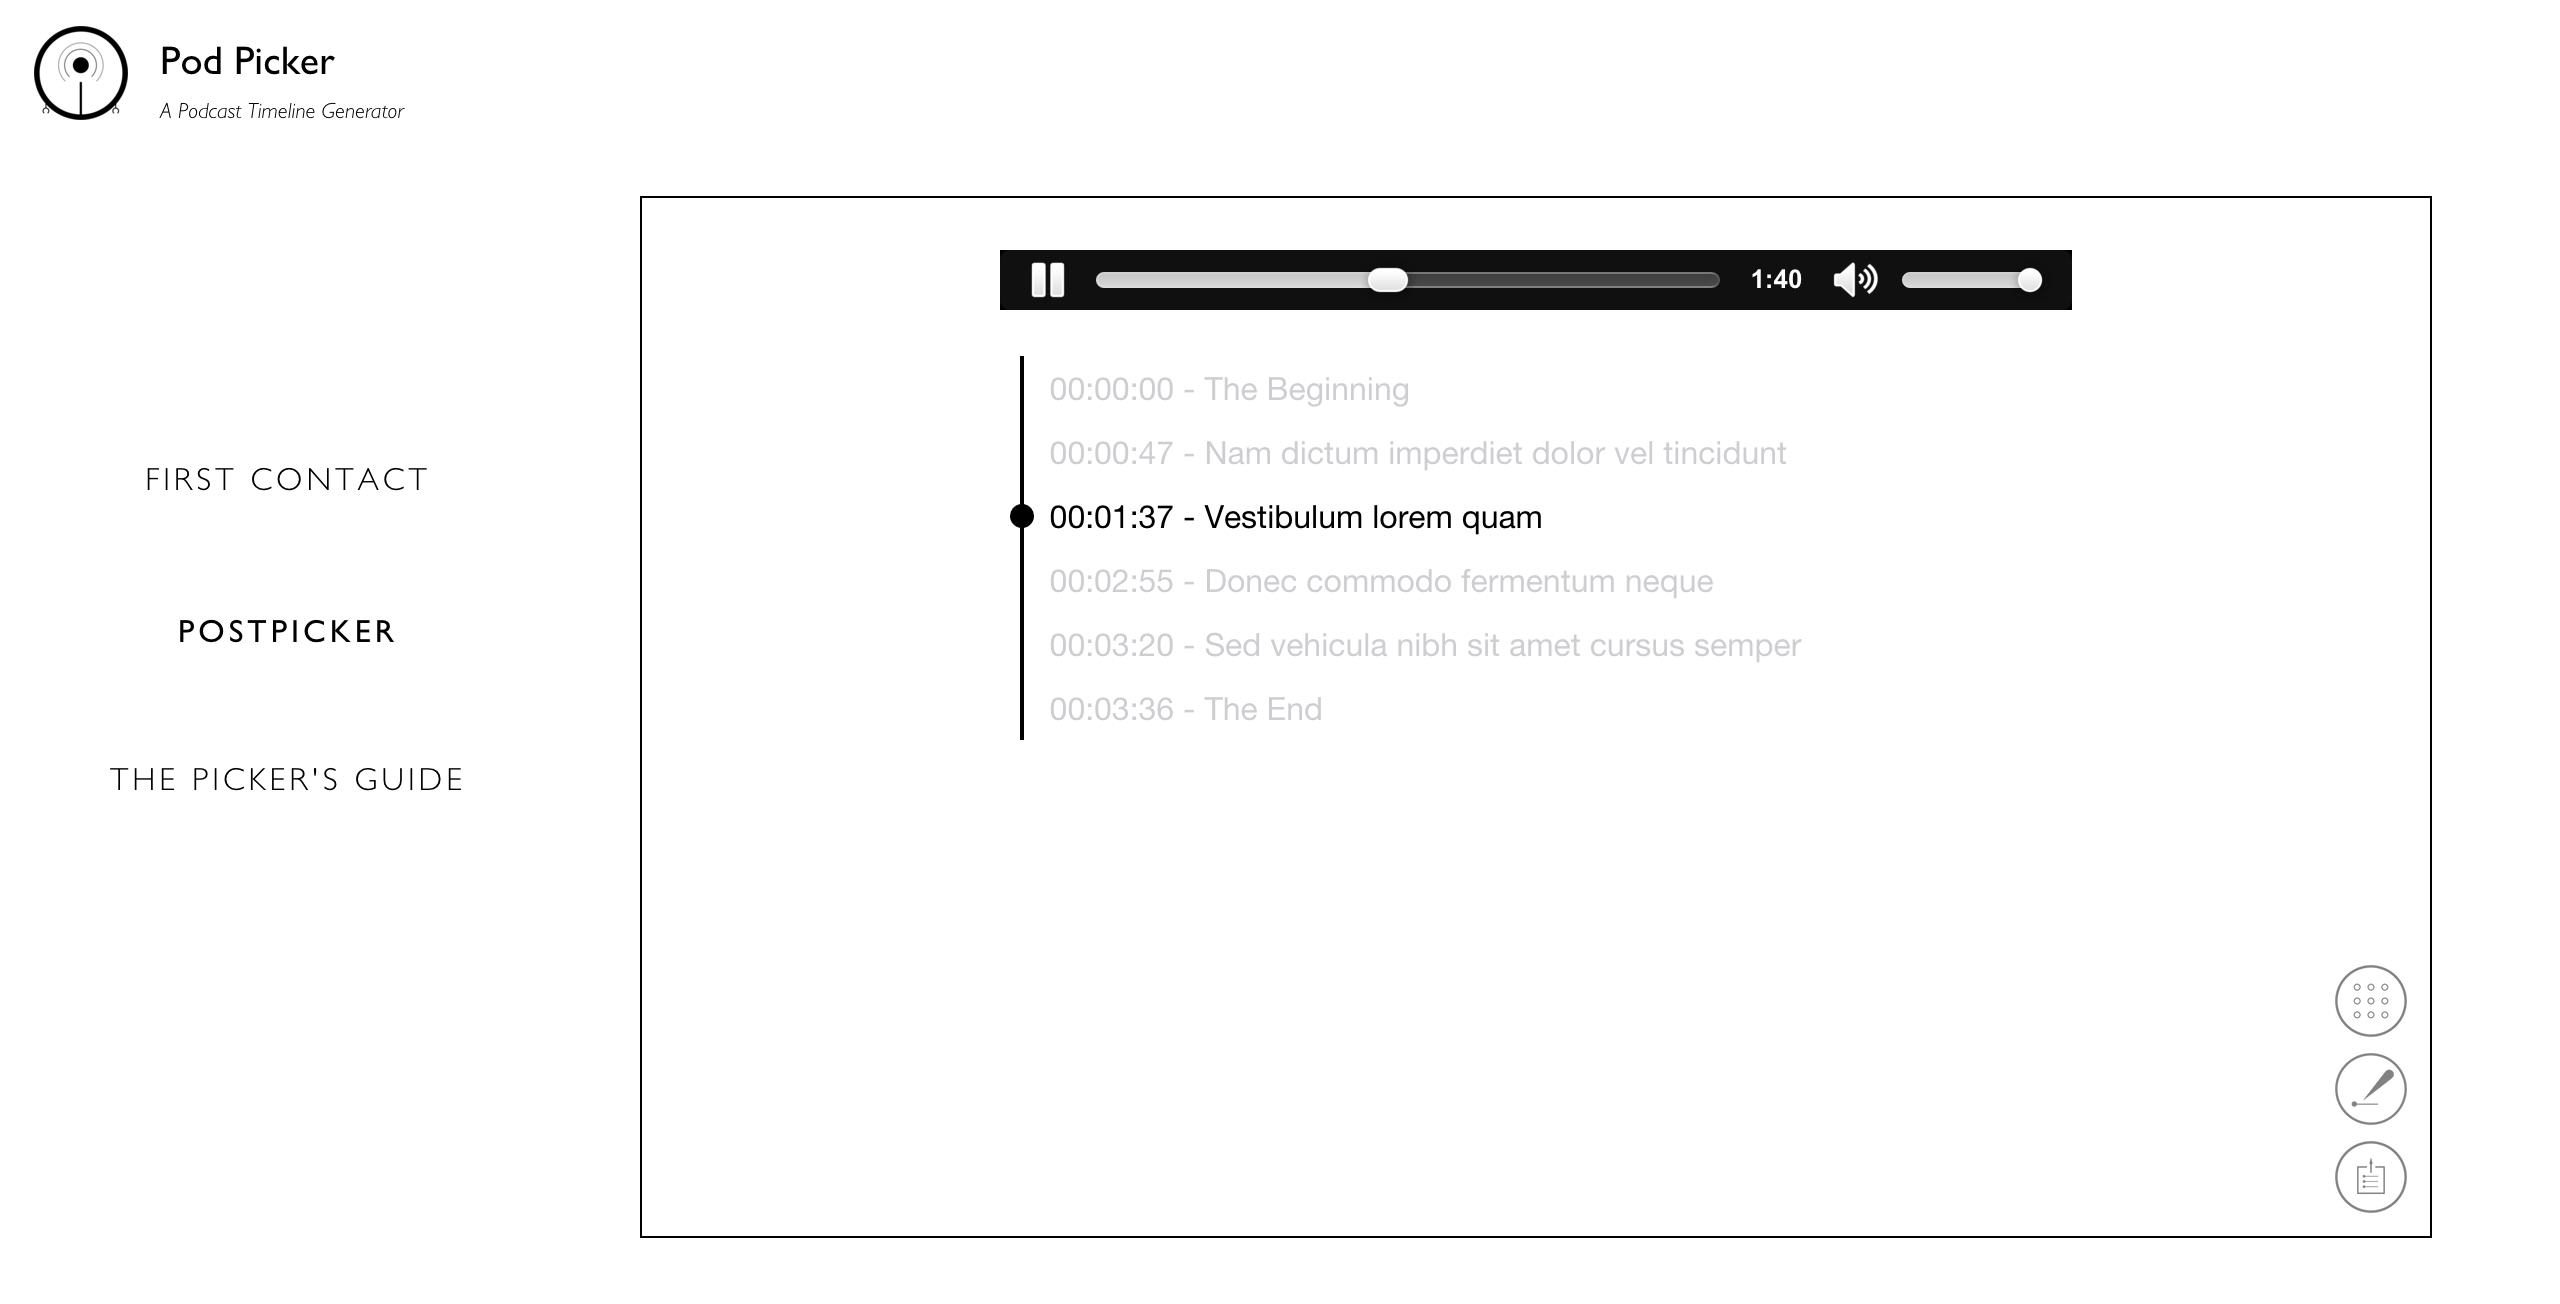 Pod Picker
A Podcast Timeline Generator
FIRST CONTACT
POSTPICKER
THE PICKER'S GUIDE
1:40
00:00:00 - The Beginning
00:00:47 - Nam dictum imperdiet dolor vel tincidunt
00:01:37 - Vestibulum lorem quam
00:02:55 - Donec commodo fermentum neque
00:03:20 - Sed vehicula nibh sit amet cursus semper
00:03:36 - The End